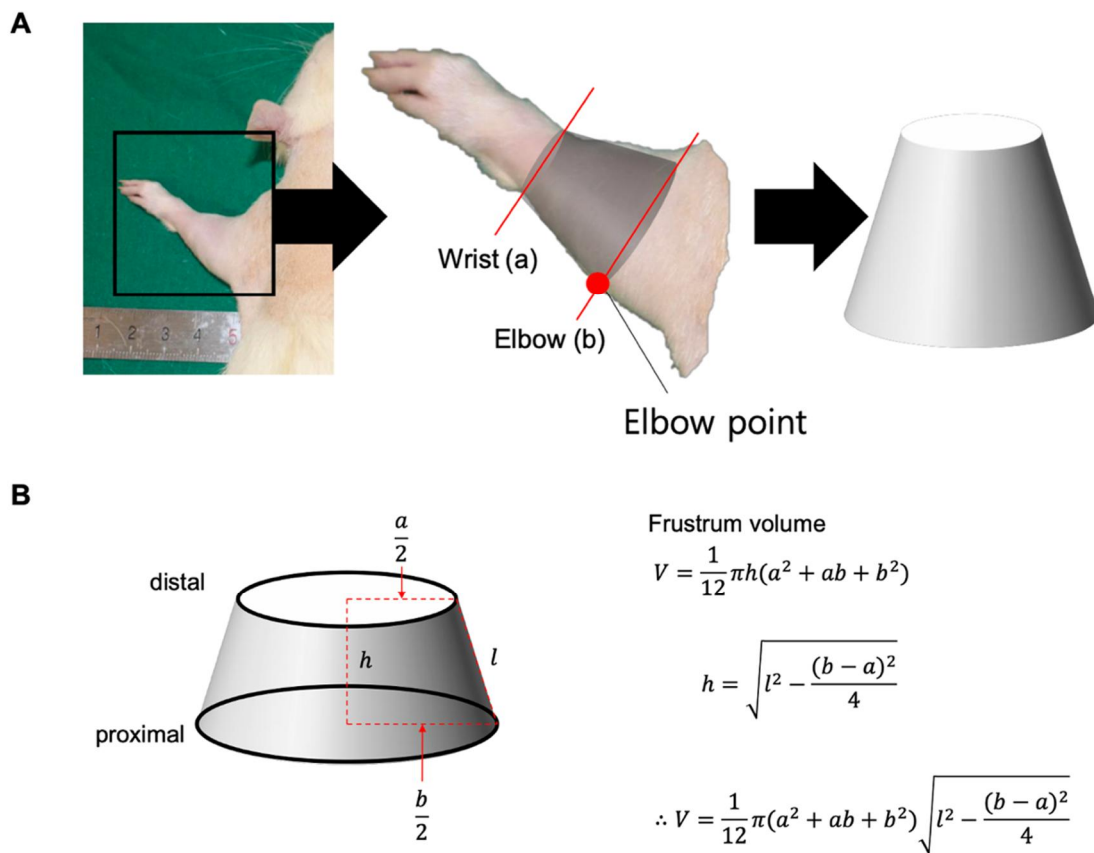 A
1 2 3 4 5
Wrist (a)
Elbow (b)
Elbow point
B
distal
proximal
a/2
h
l
b/2
Frustrum volume
V = 1/12 πh(a² + ab + b²)
h = √(l² − (b − a)²/4)
∴ V = 1/12 π(a² + ab + b²)√(l² − (b − a)²/4)